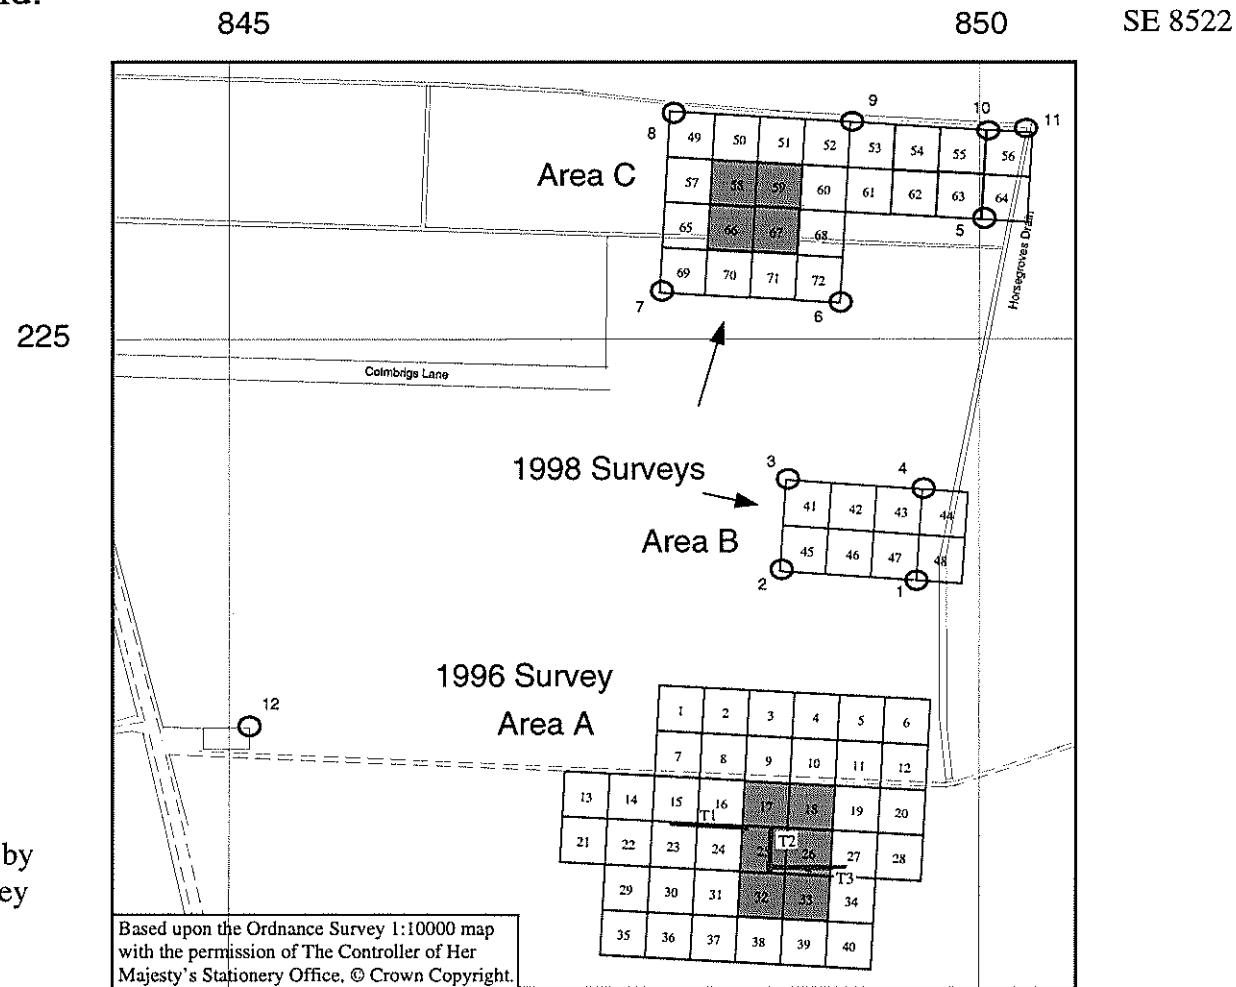 nd.
845 850 SE 8522
9 10 11
8 49 50 51 52 53 54 55 56
Area C
57 58 59 60 61 62 63 64
65 66 67 68 5
Horsegroves Drain
69 70 71 72
7 6
225
Colmbrigs Lane
1998 Surveys
3 4
41 42 43 44
Area B
45 46 47 48
2 1
1996 Survey
Area A
12
1 2 3 4 5 6
7 8 9 10 11 12
13 14 15 16 17 18 19 20
T1
T2
21 22 23 24 25 26 27 28
T3
29 30 31 32 33 34
35 36 37 38 39 40
by
ey
Based upon the Ordnance Survey 1:10000 map
with the permission of The Controller of Her
Majesty's Stationery Office, © Crown Copyright.